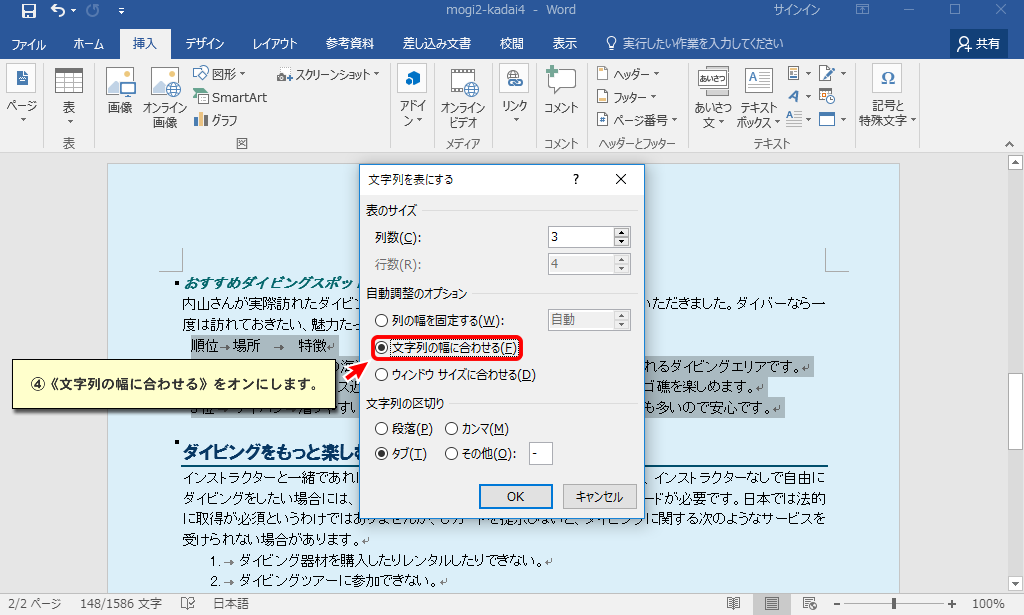 mogi2-kadai4 - Word
サインイン
ファイル ホーム 挿入 デザイン レイアウト 参考資料 差し込み文書 校閲 表示 実行したい作業を入力してください 共有
ページ
表
画像
オンライン画像
図形
SmartArt
グラフ
スクリーンショット
アドイン
オンラインビデオ
リンク
コメント
ヘッダー
フッター
ページ番号
あいさつ
あいさつ文
テキストボックス
記号と特殊文字
表 図 メディア コメント ヘッダーとフッター テキスト
文字列を表にする ?
表のサイズ
列数(C): 3
行数(R): 4
自動調整のオプション
列の幅を固定する(W): 自動
文字列の幅に合わせる(F)
ウィンドウ サイズに合わせる(D)
文字列の区切り
段落(P) カンマ(M)
タブ(T) その他(O): -
OK キャンセル
④《文字列の幅に合わせる》をオンにします。
おすすめダイビングスポッ
内山さんが実際訪れたダイビン
いただきました。ダイバーなら一
度は訪れておきたい、魅力たっ
順位→場所 → 特徴
れるダイビングエリアです。
ゴ礁を楽しめます。
も多いので安心です。
ダイビングをもっと楽し
インストラクターと一緒であれ
、インストラクターなしで自由に
ダイビングをしたい場合には、
ードが必要です。日本では法的
に取得が必須というわけではありませんが、
に関する次のようなサービスを
受けられない場合があります。
1.→ダイビング器材を購入したりレンタルしたりできない。
2.→ダイビングツアーに参加できない。
2/2 ページ 148/1586 文字 日本語 100%